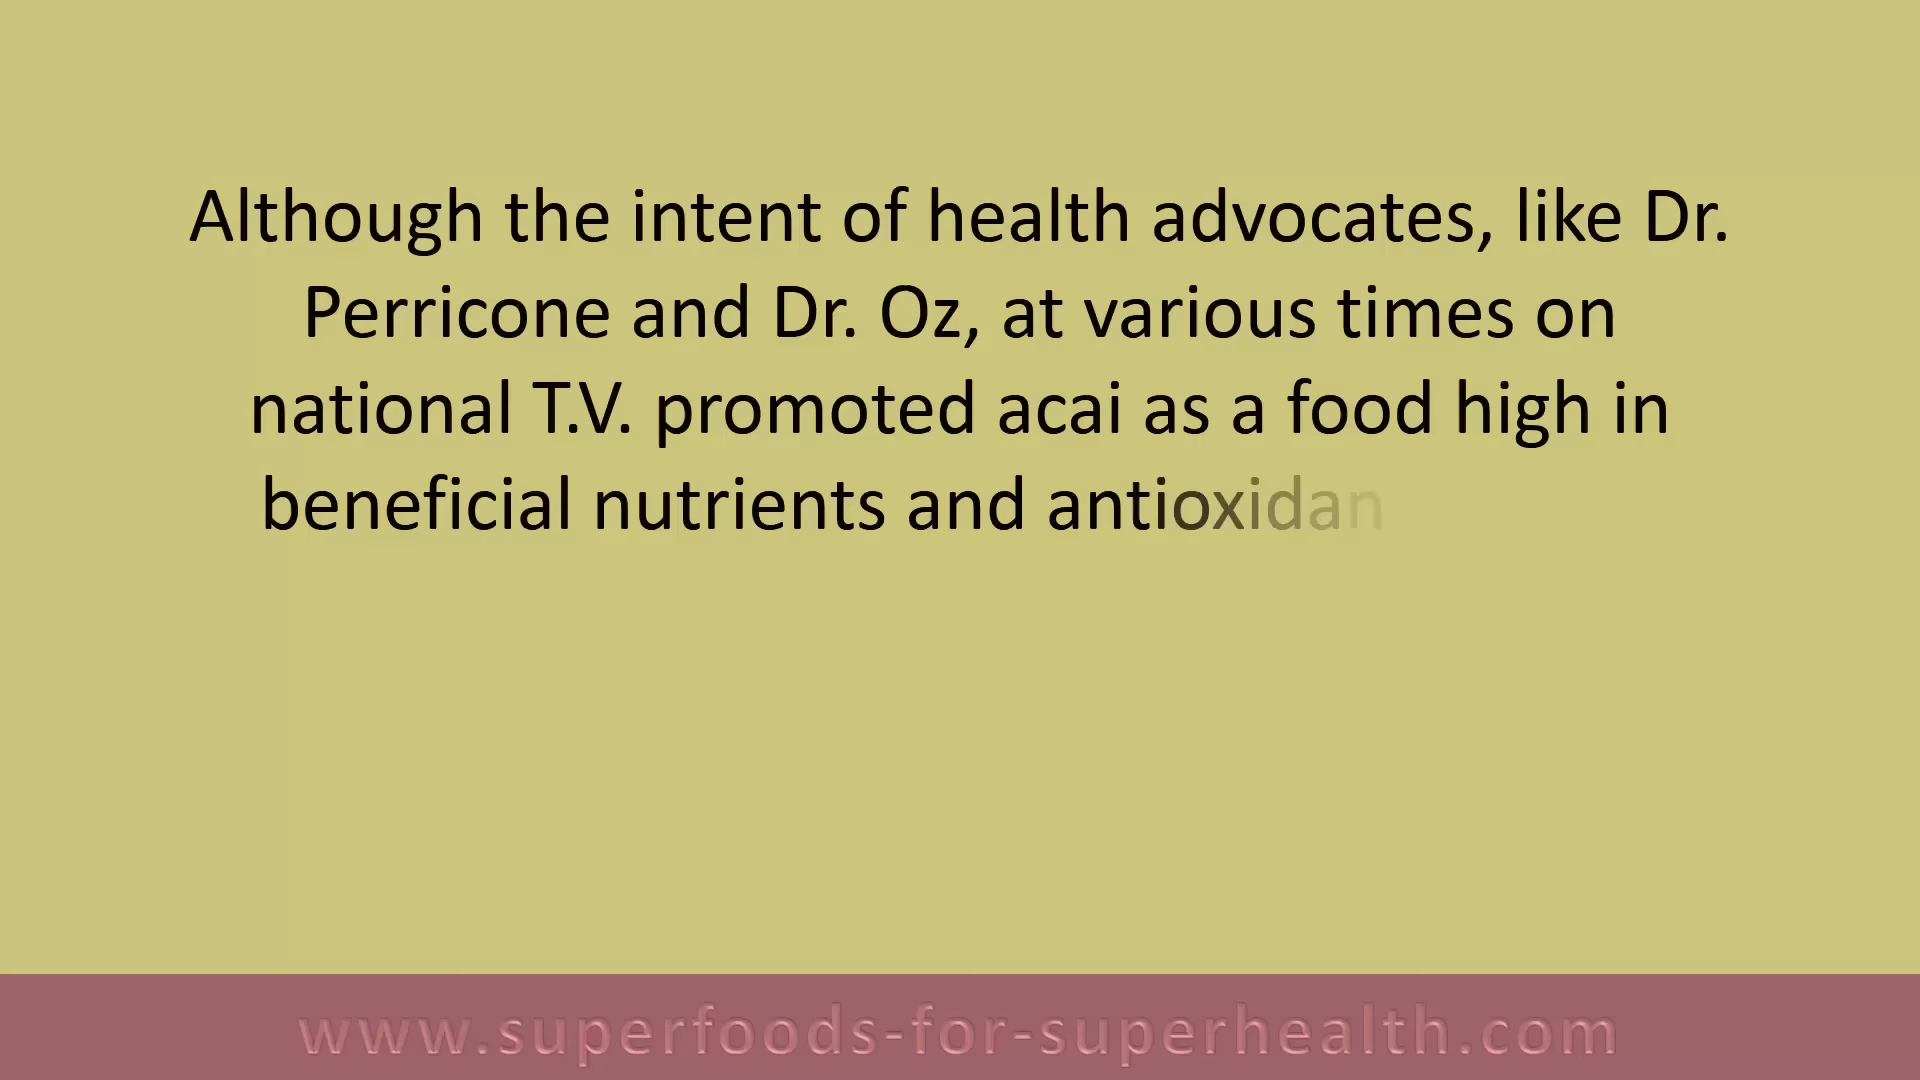 Although the intent of health advocates, like Dr.
Perricone and Dr. Oz, at various times on
national T.V. promoted acai as a food high in
beneficial nutrients and antioxidan
www.superfoods-for-superhealth.com